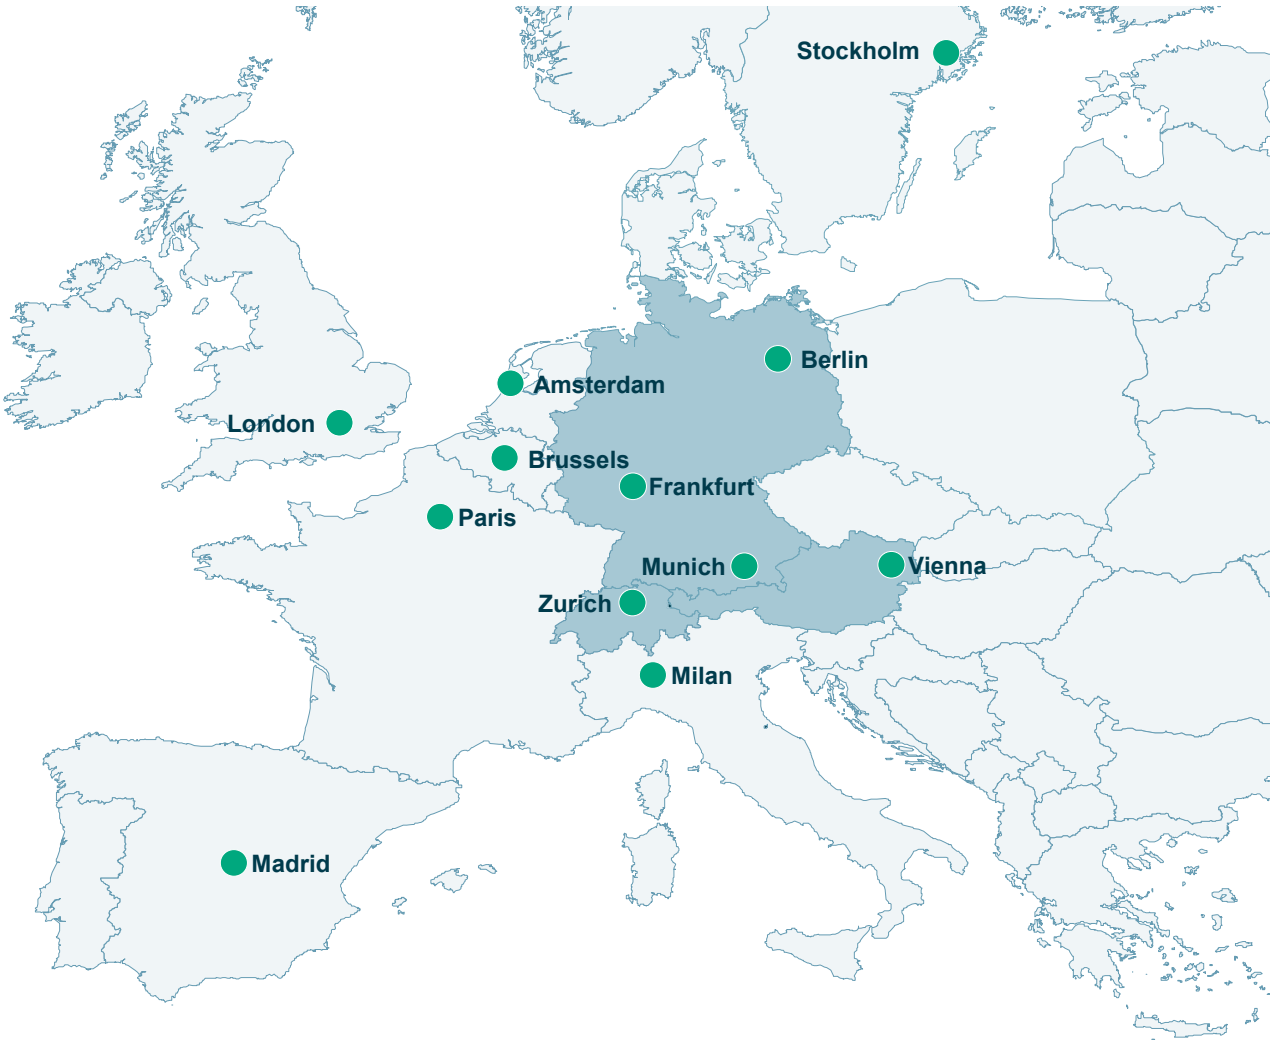 Stockholm
Berlin
Amsterdam
London
Brussels
Frankfurt
Paris
Munich
Vienna
Zurich
Milan
Madrid